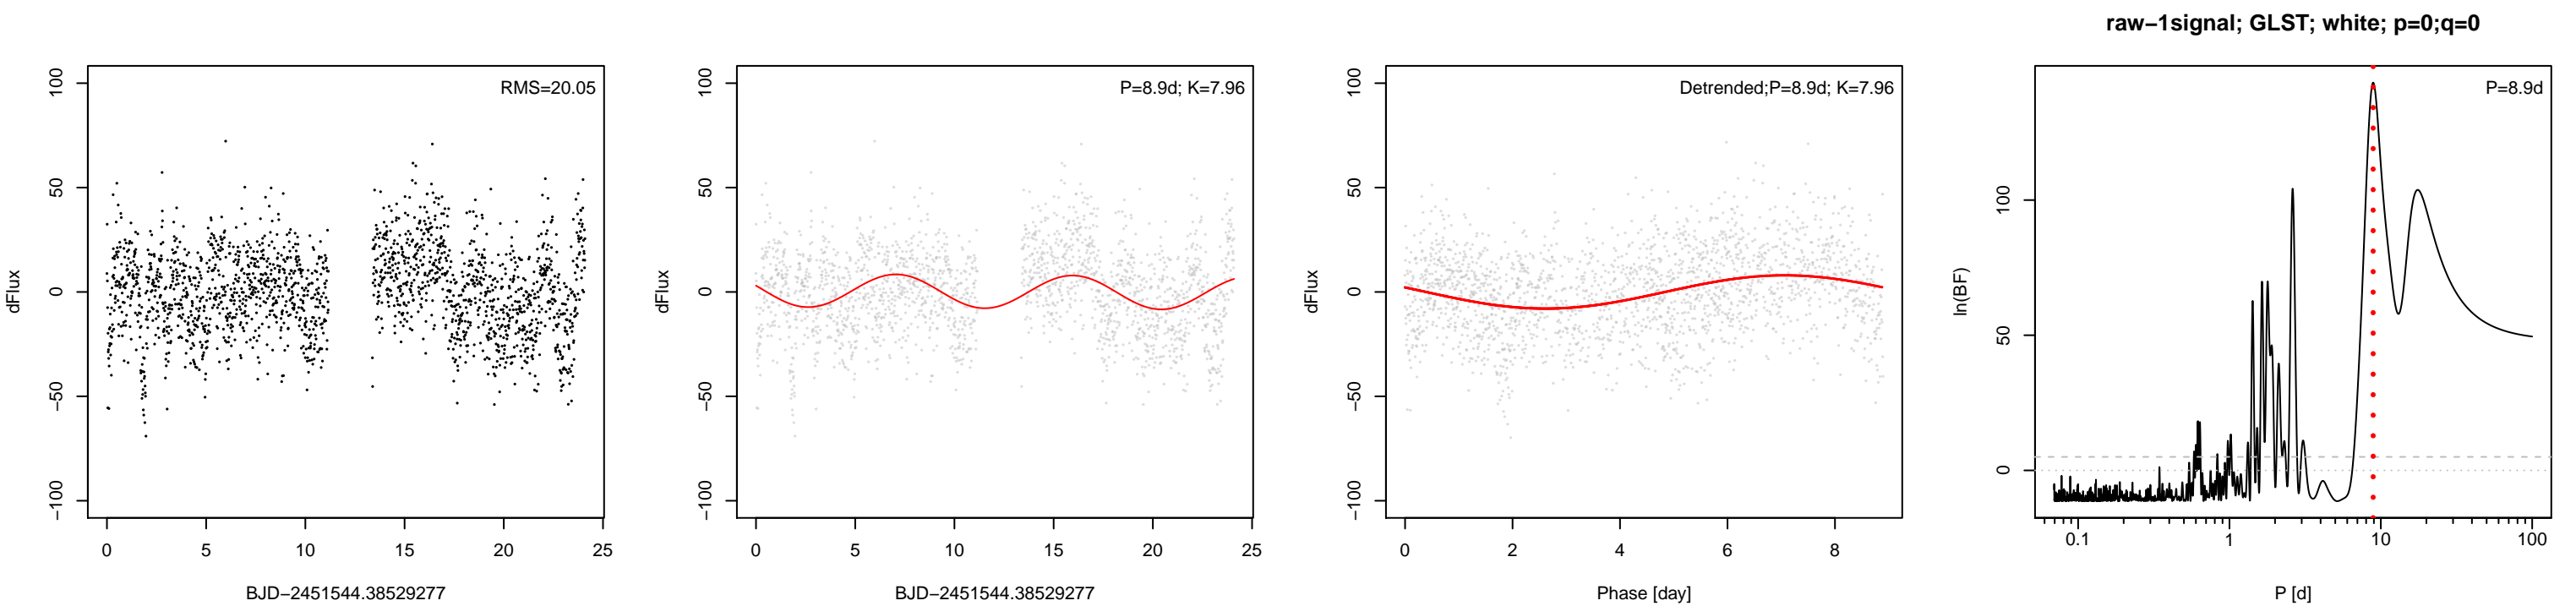 raw−1signal; GLST; white; p=0;q=0
RMS=20.05
dFlux
100
50
0
−50
−100
0 5 10 15 20 25
BJD−2451544.38529277
P=8.9d; K=7.96
dFlux
100
50
0
−50
−100
0 5 10 15 20 25
BJD−2451544.38529277
Detrended;P=8.9d; K=7.96
dFlux
100
50
0
−50
−100
0 2 4 6 8
Phase [day]
P=8.9d
ln(BF)
100
50
0
0.1 1 10 100
P [d]